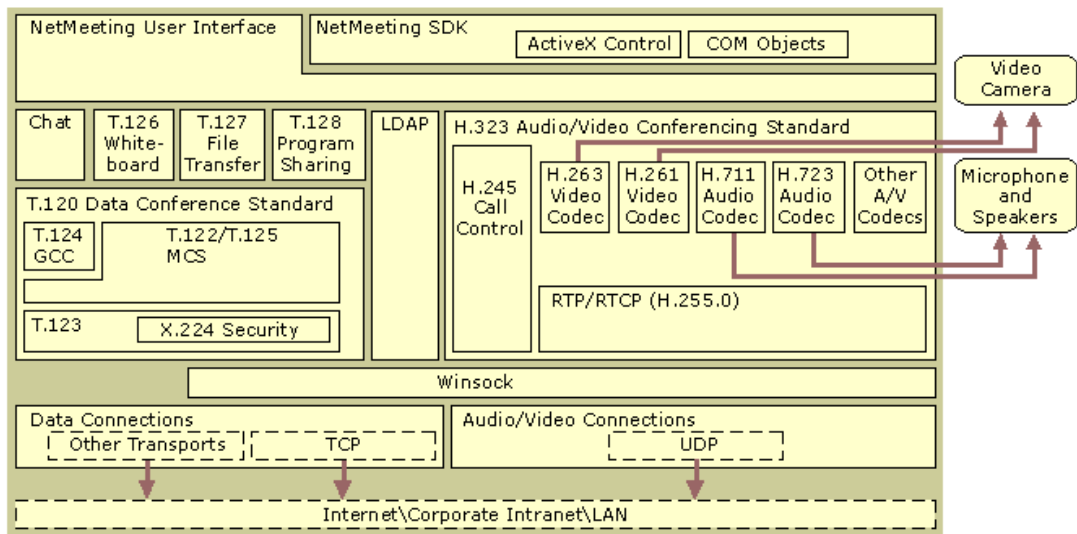 NetMeeting User Interface
NetMeeting SDK
ActiveX Control
COM Objects
Video
Camera
Chat
T.126
White-
board
T.127
File
Transfer
T.128
Program
Sharing
LDAP
H.323 Audio/Video Conferencing Standard
H.245
Call
Control
H.263
Video
Codec
H.261
Video
Codec
H.711
Audio
Codec
H.723
Audio
Codec
Other
A/V
Codecs
Microphone
and
Speakers
T.120 Data Conference Standard
T.124
GCC
T.122/T.125
MCS
RTP/RTCP (H.255.0)
T.123
X.224 Security
Winsock
Data Connections
Other Transports
TCP
Audio/Video Connections
UDP
Internet\Corporate Intranet\LAN